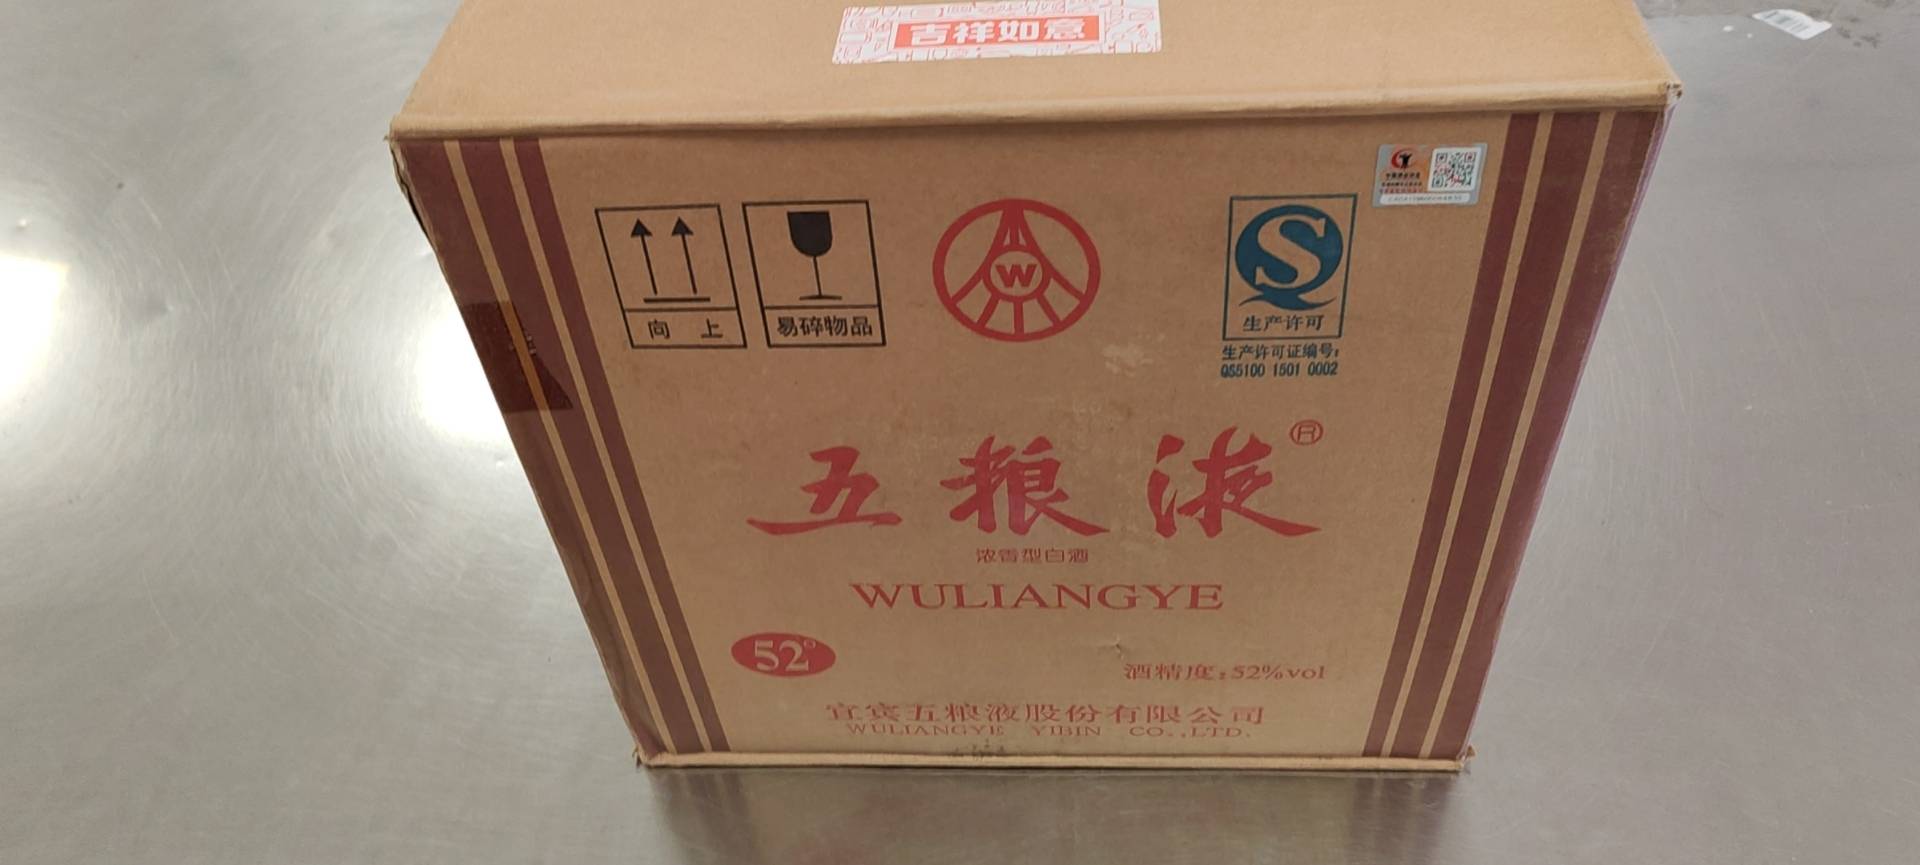 吉祥如意
向 上
易碎物品
W
S
生产许可
生产许可证编号:
QS5100 1501 0002
五粮液®
浓香型白酒
WULIANGYE
52°
酒精度:52%vol
宜宾五粮液股份有限公司
WULIANGYE YIBIN CO.,LTD.